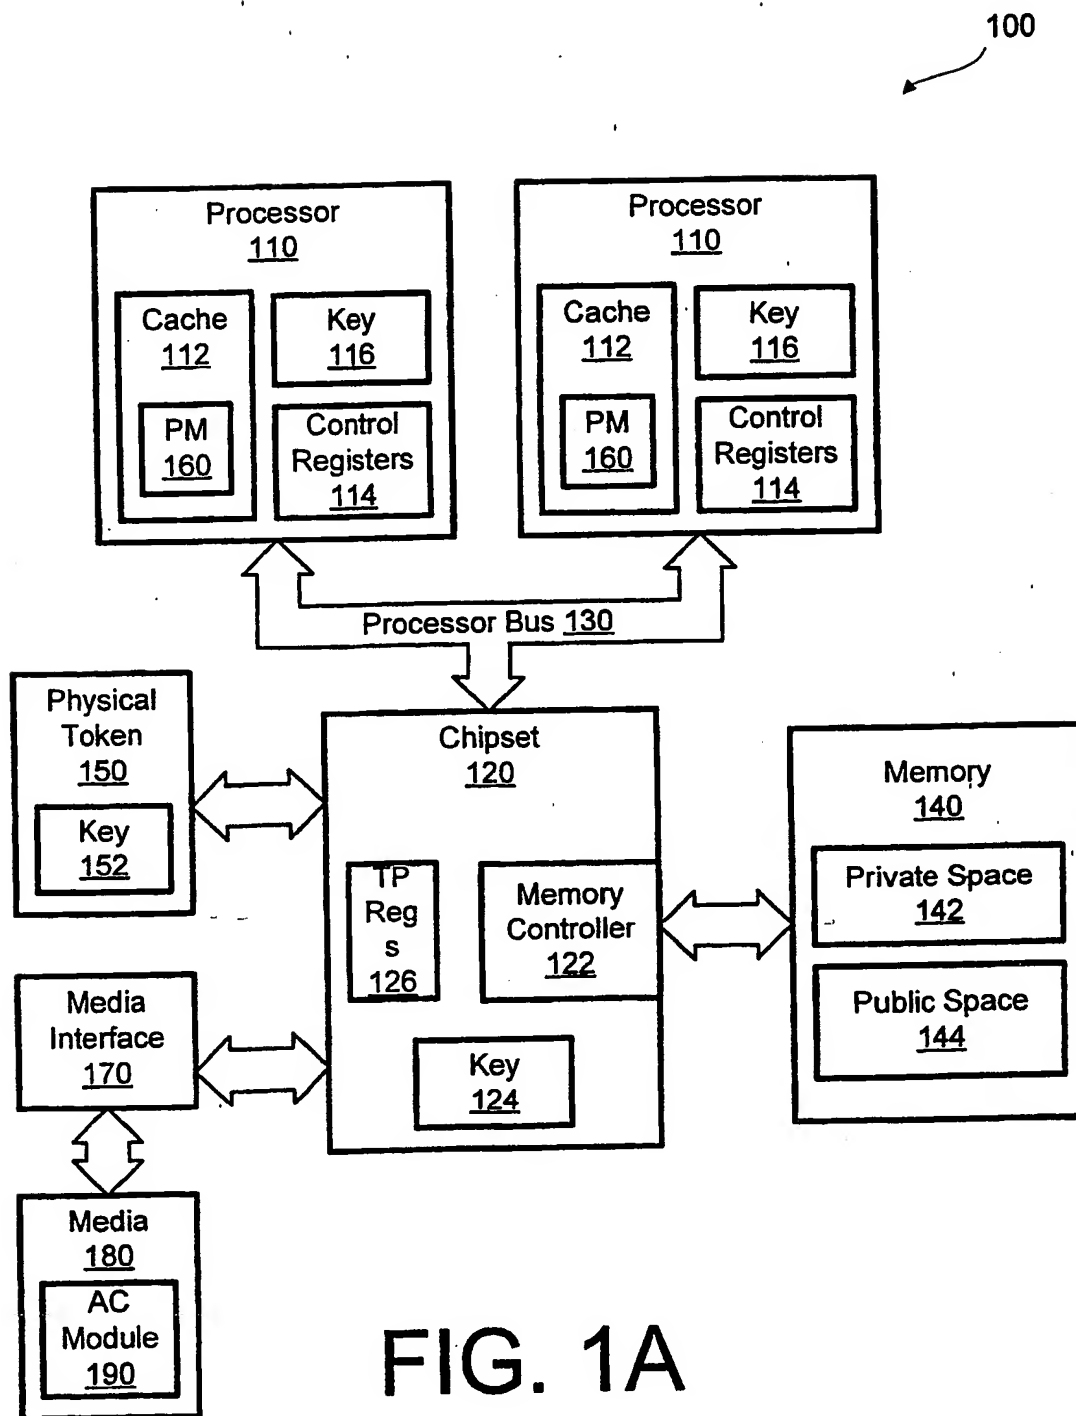 100
Processor
110
Cache
112
PM
160
Key
116
Control
Registers
114
Processor
110
Cache
112
PM
160
Key
116
Control
Registers
114
Processor Bus 130
Physical
Token
150
Key
152
Chipset
120
TP
Reg
s
126
Memory
Controller
122
Key
124
Memory
140
Private Space
142
Public Space
144
Media
Interface
170
Media
180
AC
Module
190
FIG. 1A